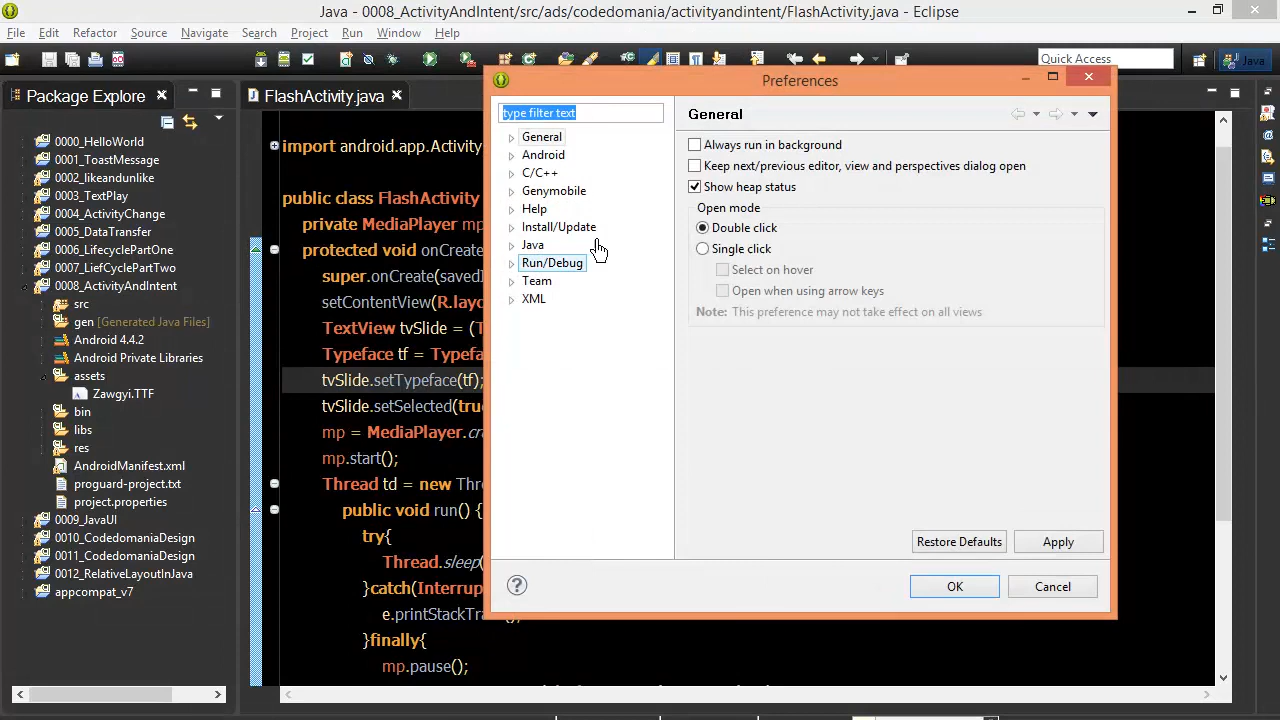 Java - 0008_ActivityAndIntent/src/ads/codedomania/activityandintent/FlashActivity.java - Eclipse
File Edit Refactor Source Navigate Search Project Run Window Help
Quick Access
Java
Package Explore
0000_HelloWorld
0001_ToastMessage
0002_likeandunlike
0003_TextPlay
0004_ActivityChange
0005_DataTransfer
0006_LifecyclePartOne
0007_LiefCyclePartTwo
0008_ActivityAndIntent
src
gen [Generated Java Files]
Android 4.4.2
Android Private Libraries
assets
Zawgyi.TTF
bin
libs
res
AndroidManifest.xml
proguard-project.txt
project.properties
0009_JavaUI
0010_CodedomaniaDesign
0011_CodedomaniaDesign
0012_RelativeLayoutInJava
appcompat_v7
FlashActivity.java
import android.app.Activity
public class FlashActivity
private MediaPlayer mp
protected void onCreate
super.onCreate(savedI
setContentView(R.layo
TextView tvSlide = (T
Typeface tf = Typefac
tvSlide.setTypeface(tf);
tvSlide.setSelected(true
mp = MediaPlayer.cre
mp.start();
Thread td = new Thre
public void run() {
try{
Thread.sleep(
}catch(Interrup
e.printStackTra
}finally{
mp.pause();
Preferences
type filter text
General
Android
C/C++
Genymobile
Help
Install/Update
Java
Run/Debug
Team
XML
General
Always run in background
Keep next/previous editor, view and perspectives dialog open
Show heap status
Open mode
Double click
Single click
Select on hover
Open when using arrow keys
Note: This preference may not take effect on all views
Restore Defaults Apply
OK Cancel